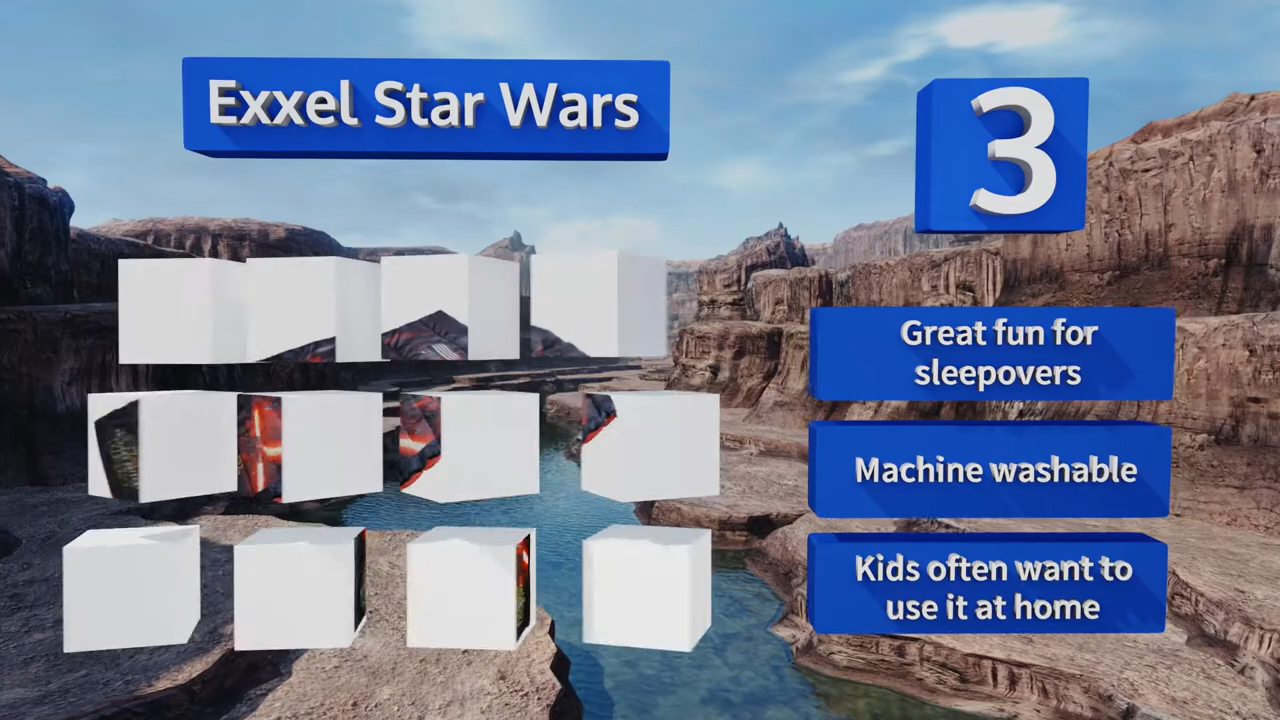 Exxel Star Wars
3
Great fun for
sleepovers
Machine washable
Kids often want to
use it at home